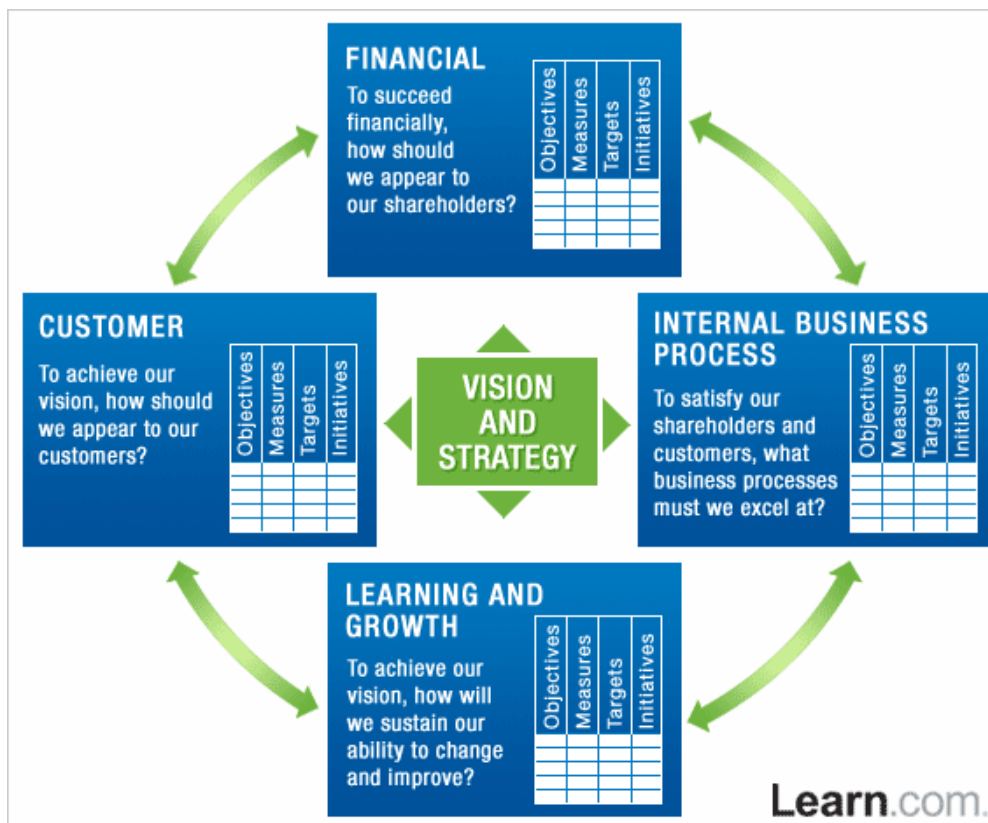 FINANCIAL
To succeed
financially,
how should
we appear to
our shareholders?
Objectives
Measures
Targets
Initiatives
CUSTOMER
To achieve our
vision, how should
we appear to our
customers?
Objectives
Measures
Targets
Initiatives
VISION
AND
STRATEGY
INTERNAL BUSINESS
PROCESS
To satisfy our
shareholders and
customers, what
business processes
must we excel at?
Objectives
Measures
Targets
Initiatives
LEARNING AND
GROWTH
To achieve our
vision, how will
we sustain our
ability to change
and improve?
Objectives
Measures
Targets
Initiatives
Learn.com.